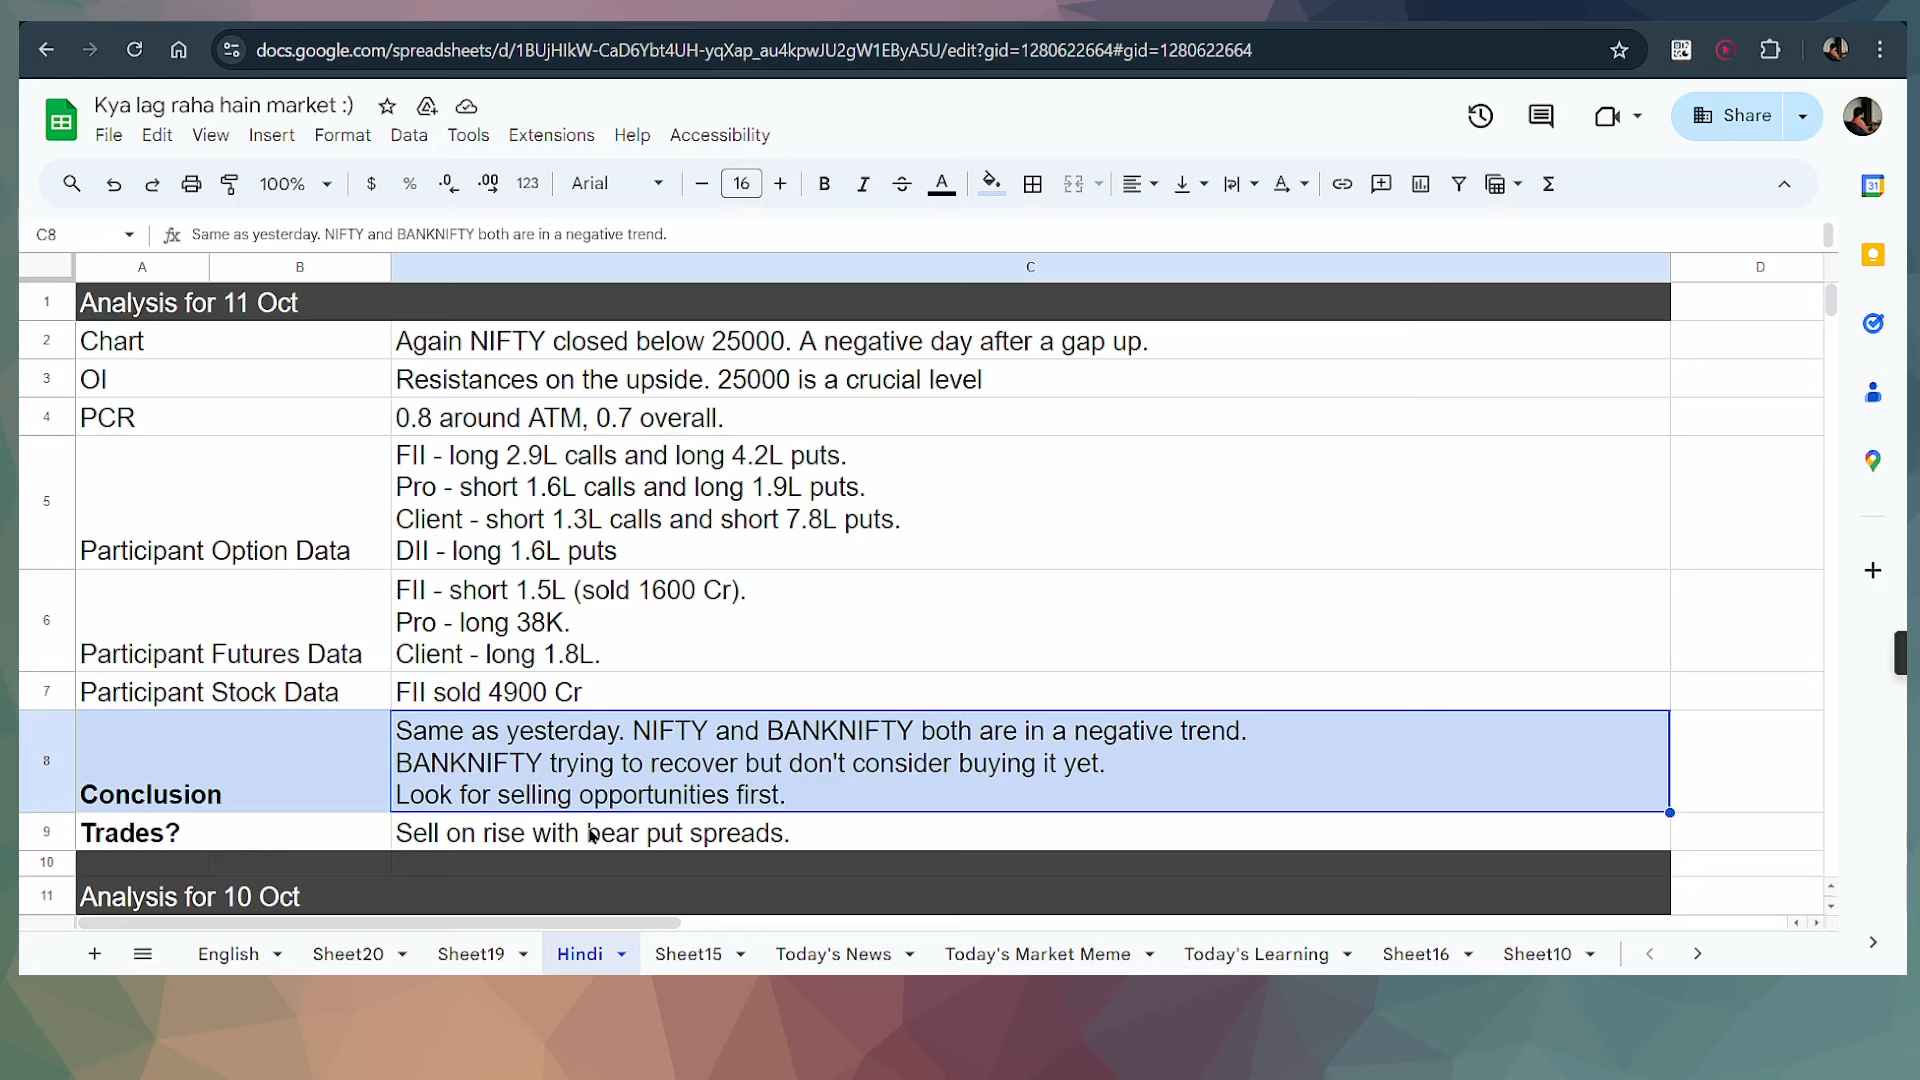 docs.google.com/spreadsheets/d/1BUjHIkW-CaD6Ybt4UH-yqXap_au4kpwJU2gW1EByA5U/edit?gid=1280622664#gid=1280622664
Kya lag raha hain market :)
File Edit View Insert Format Data Tools Extensions Help Accessibility
Share
100% $ % .0 .00 123 Arial 16 B I S A
31
C8 fx Same as yesterday. NIFTY and BANKNIFTY both are in a negative trend.
A B C D
1 Analysis for 11 Oct
2 Chart Again NIFTY closed below 25000. A negative day after a gap up.
3 OI Resistances on the upside. 25000 is a crucial level
4 PCR 0.8 around ATM, 0.7 overall.
FII - long 2.9L calls and long 4.2L puts.
Pro - short 1.6L calls and long 1.9L puts.
5
Client - short 1.3L calls and short 7.8L puts.
Participant Option Data DII - long 1.6L puts
FII - short 1.5L (sold 1600 Cr).
6 Pro - long 38K.
Participant Futures Data Client - long 1.8L.
7 Participant Stock Data FII sold 4900 Cr
Same as yesterday. NIFTY and BANKNIFTY both are in a negative trend.
8 BANKNIFTY trying to recover but don't consider buying it yet.
Conclusion Look for selling opportunities first.
9 Trades? Sell on rise with bear put spreads.
10
11 Analysis for 10 Oct
English Sheet20 Sheet19 Hindi Sheet15 Today's News Today's Market Meme Today's Learning Sheet16 Sheet10